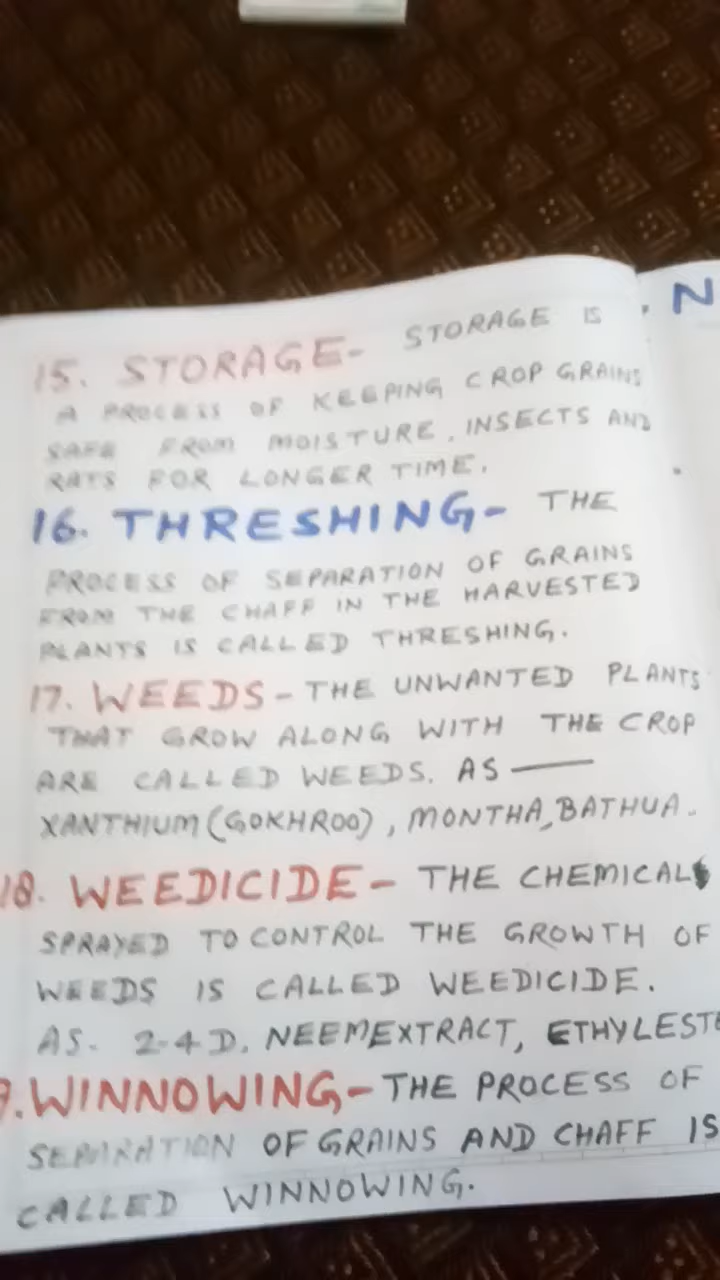 15. STORAGE- STORAGE IS
A PROCESS OF KEEPING CROP GRAINS
SAFE FROM MOISTURE, INSECTS AND
RATS FOR LONGER TIME.
16. THRESHING- THE
PROCESS OF SEPARATION OF GRAINS
FROM THE CHAFF IN THE HARVESTED
PLANTS IS CALLED THRESHING.
17. WEEDS- THE UNWANTED PLANTS
THAT GROW ALONG WITH THE CROP
ARE CALLED WEEDS. AS —
XANTHIUM (GOKHROO), MONTHA, BATHUA.
18. WEEDICIDE- THE CHEMICALS
SPRAYED TO CONTROL THE GROWTH OF
WEEDS IS CALLED WEEDICIDE.
AS. 2-4 D, NEEMEXTRACT, ETHYLESTE
9. WINNOWING- THE PROCESS OF
SEPARATION OF GRAINS AND CHAFF IS
CALLED WINNOWING.
N